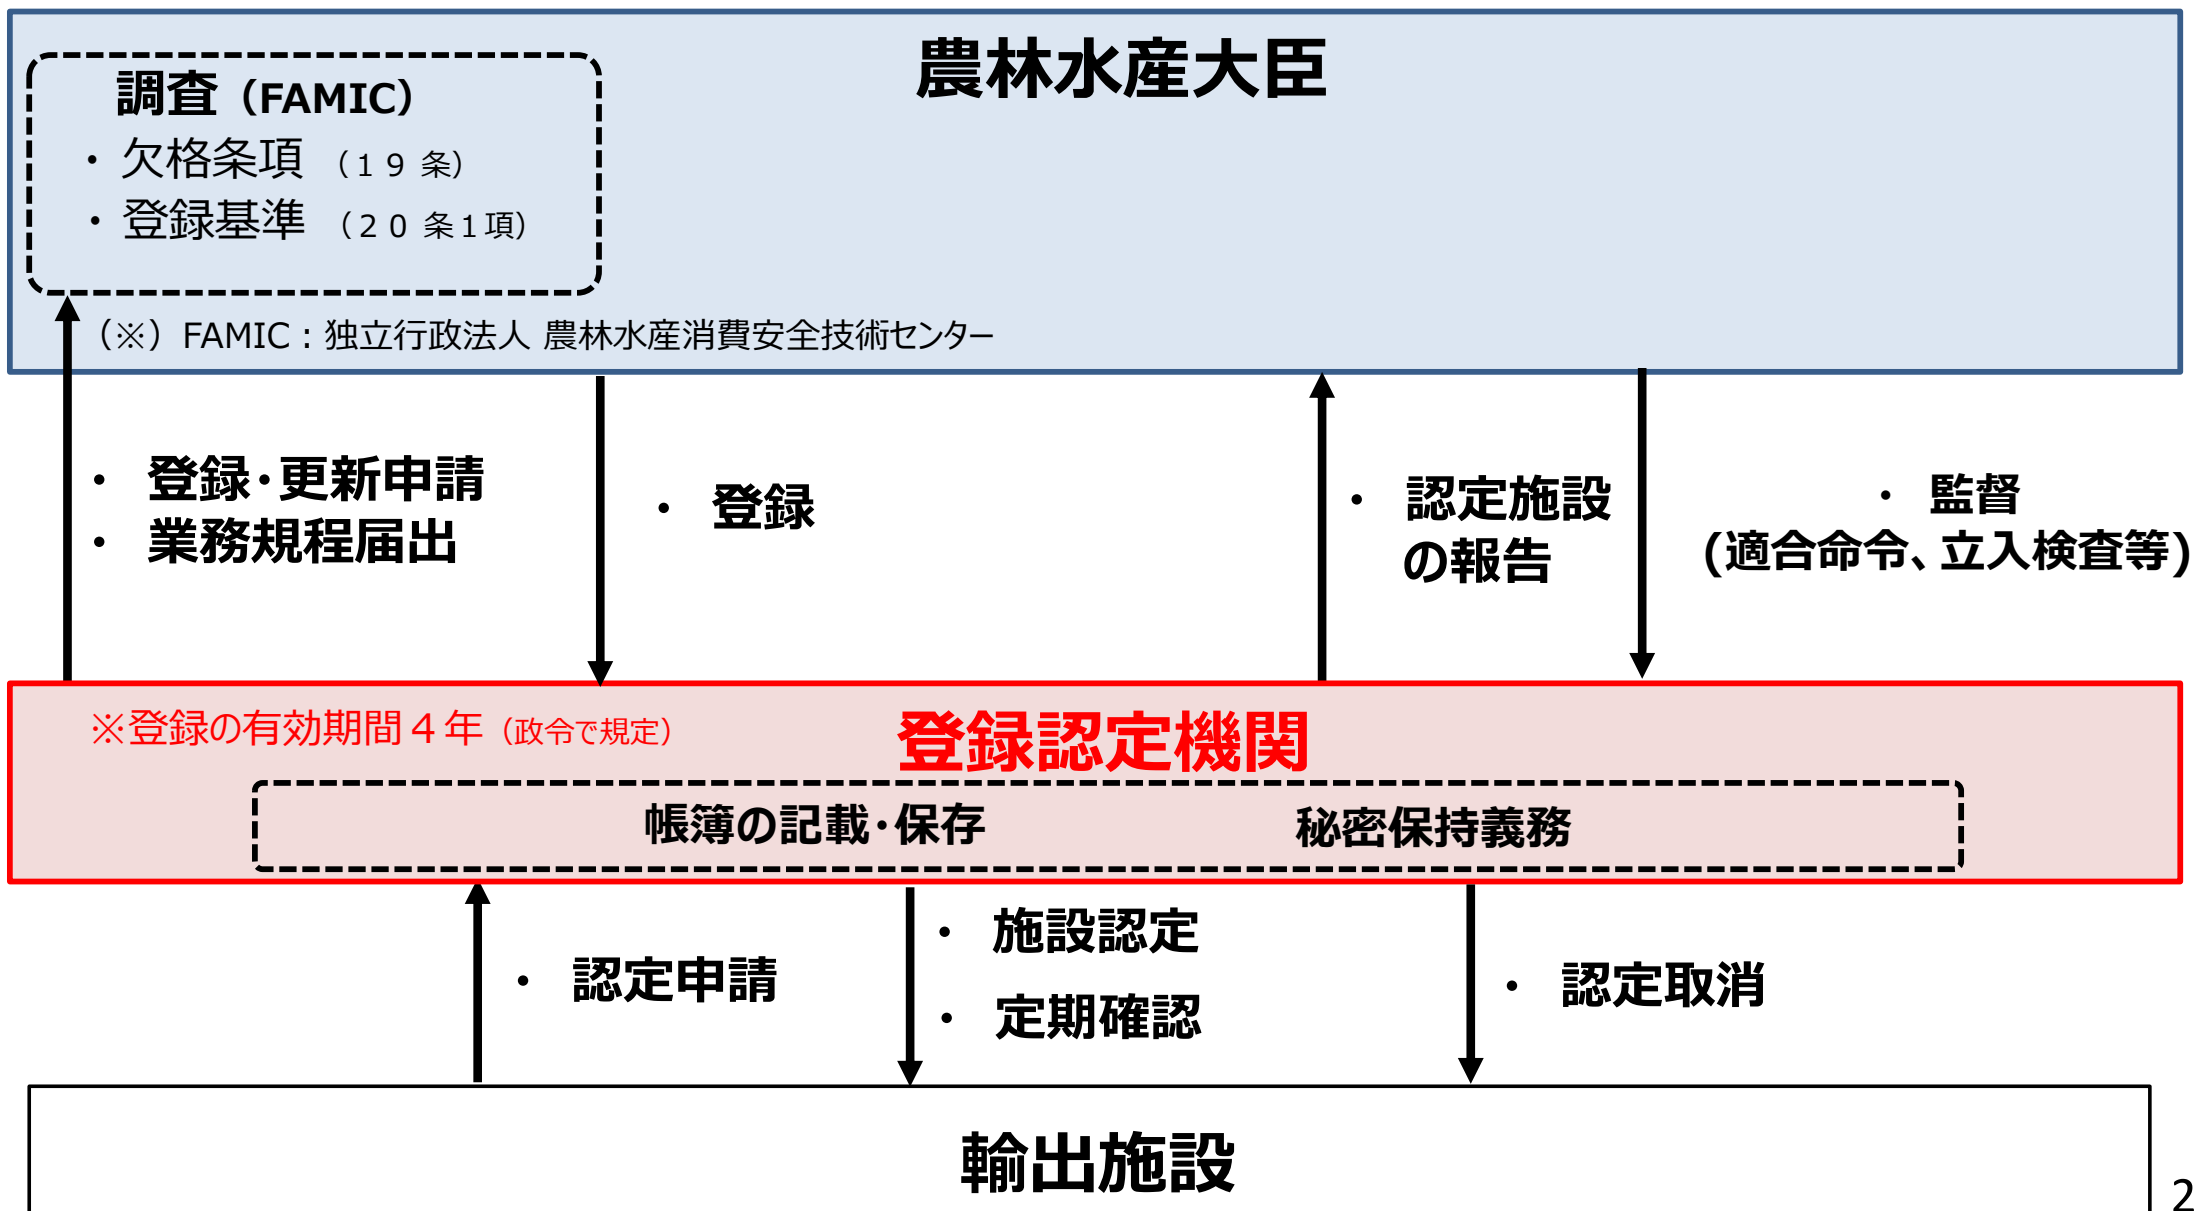 農林水産大臣
調査（FAMIC）
・欠格条項 （１９ 条）
・登録基準 （２０ 条１項）
（※）FAMIC：独立行政法人 農林水産消費安全技術センター
・ 登録・更新申請
・ 業務規程届出
・ 登録
・ 認定施設
の報告
・ 監督
(適合命令、立入検査等)
※登録の有効期間４年（政令で規定）
登録認定機関
帳簿の記載・保存
秘密保持義務
・ 認定申請
・ 施設認定
・ 定期確認
・ 認定取消
輸出施設
2